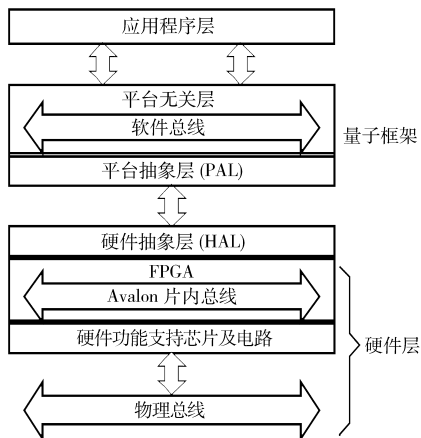 应用程序层
平台无关层
软件总线
量子框架
平台抽象层 (PAL)
硬件抽象层 (HAL)
FPGA
Avalon 片内总线
硬件功能支持芯片及电路
硬件层
物理总线